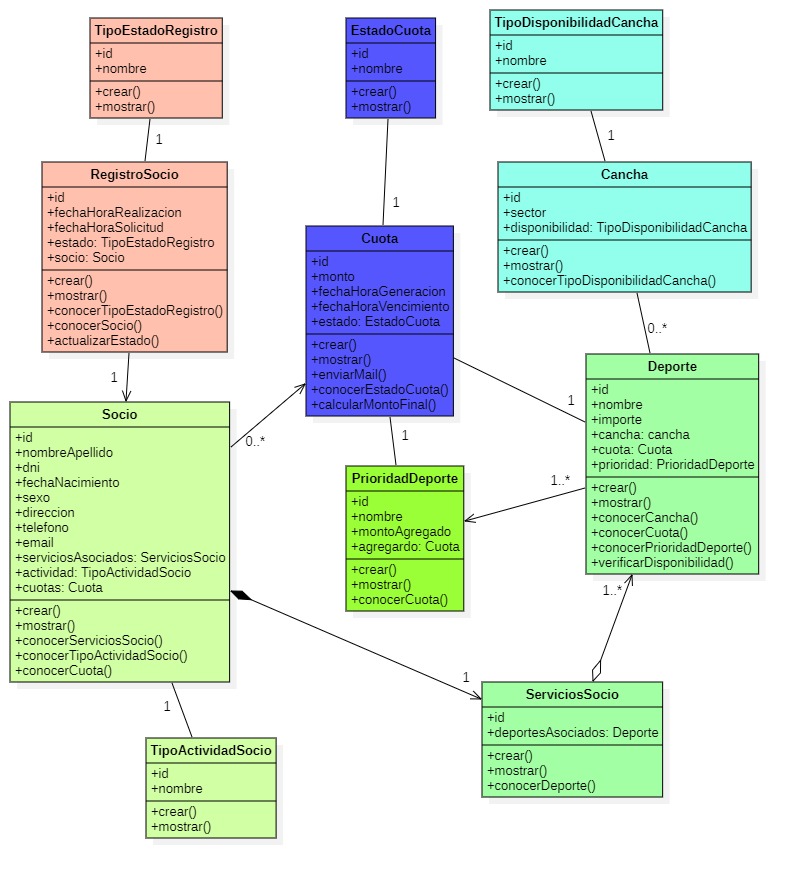 TipoEstadoRegistro
+id
+nombre
+crear()
+mostrar()
EstadoCuota
+id
+nombre
+crear()
+mostrar()
TipoDisponibilidadCancha
+id
+nombre
+crear()
+mostrar()
1
1
1
RegistroSocio
+id
+fechaHoraRealizacion
+fechaHoraSolicitud
+estado: TipoEstadoRegistro
+socio: Socio
+crear()
+mostrar()
+conocerTipoEstadoRegistro()
+conocerSocio()
+actualizarEstado()
Cancha
+id
+sector
+disponibilidad: TipoDisponibilidadCancha
+crear()
+mostrar()
+conocerTipoDisponibilidadCancha()
Cuota
+id
+monto
+fechaHoraGeneracion
+fechaHoraVencimiento
+estado: EstadoCuota
+crear()
+mostrar()
+enviarMail()
+conocerEstadoCuota()
+calcularMontoFinal()
0..*
1
Deporte
+id
+nombre
+importe
+cancha: cancha
+cuota: Cuota
+prioridad: PrioridadDeporte
+crear()
+mostrar()
+conocerCancha()
+conocerCuota()
+conocerPrioridadDeporte()
+verificarDisponibilidad()
1
Socio
+id
+nombreApellido
+dni
+fechaNacimiento
+sexo
+direccion
+telefono
+email
+serviciosAsociados: ServiciosSocio
+actividad: TipoActividadSocio
+cuotas: Cuota
+crear()
+mostrar()
+conocerServiciosSocio()
+conocerTipoActividadSocio()
+conocerCuota()
0..*
1
1..*
PrioridadDeporte
+id
+nombre
+montoAgregado
+agregardo: Cuota
+crear()
+mostrar()
+conocerCuota()
1..*
1
1
ServiciosSocio
+id
+deportesAsociados: Deporte
+crear()
+mostrar()
+conocerDeporte()
TipoActividadSocio
+id
+nombre
+crear()
+mostrar()